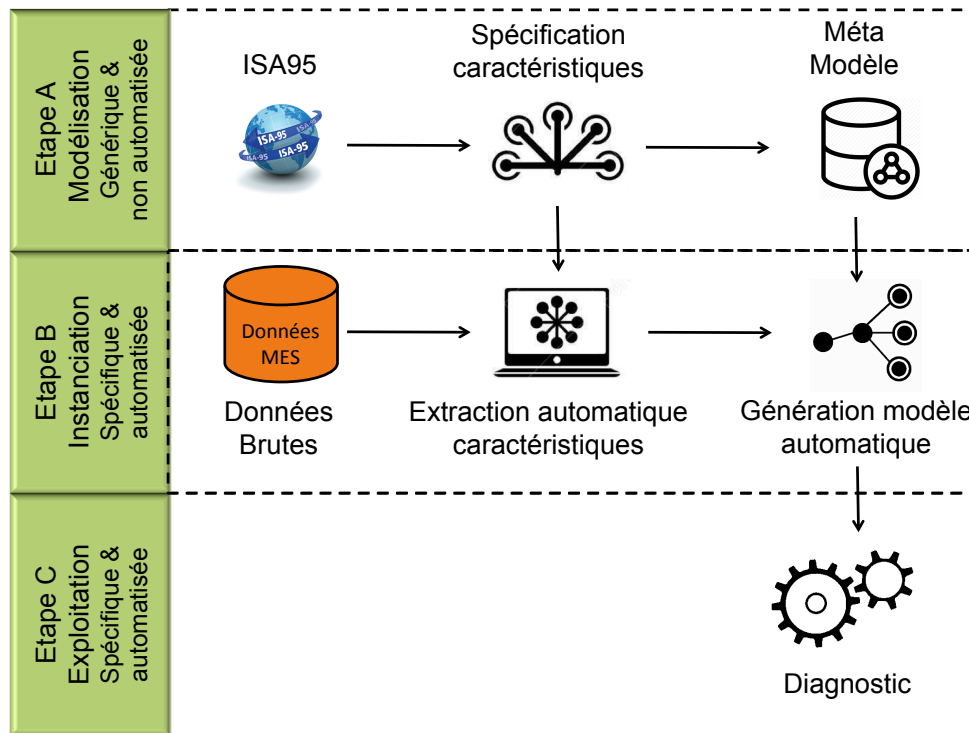 Etape A
Modélisation
Générique &
non automatisée
ISA95
ISA-95
ISA-95
ISA-95
Spécification
caractéristiques
Méta
Modèle
Etape B
Instanciation
Spécifique &
automatisée
Données
MES
Données
Brutes
Extraction automatique
caractéristiques
Génération modèle
automatique
Etape C
Exploitation
Spécifique &
automatisée
Diagnostic